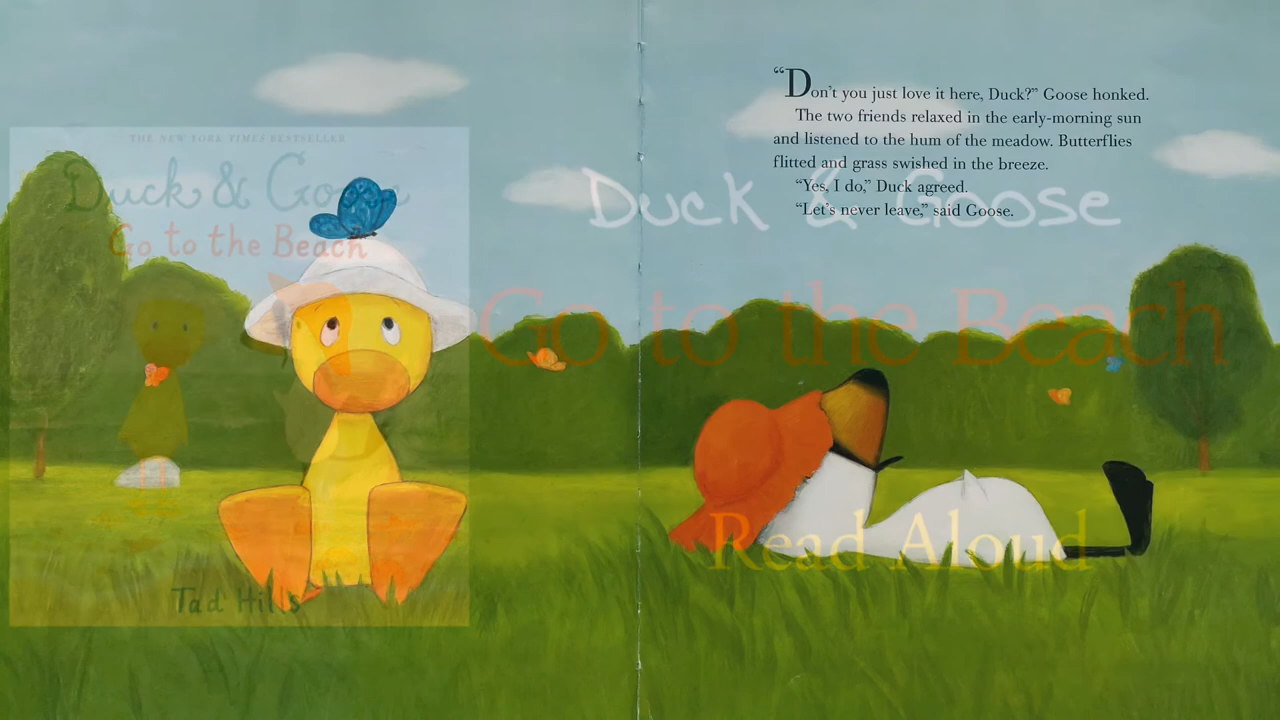 THE NEW YORK TIMES BESTSELLER
Duck & Goose
Go to the Beach
Tad Hills
“Don’t you just love it here, Duck?” Goose honked.
The two friends relaxed in the early-morning sun
and listened to the hum of the meadow. Butterflies
flitted and grass swished in the breeze.
“Yes, I do,” Duck agreed.
“Let’s never leave,” said Goose.
Duck & Goose
Go to the Beach
Read Aloud